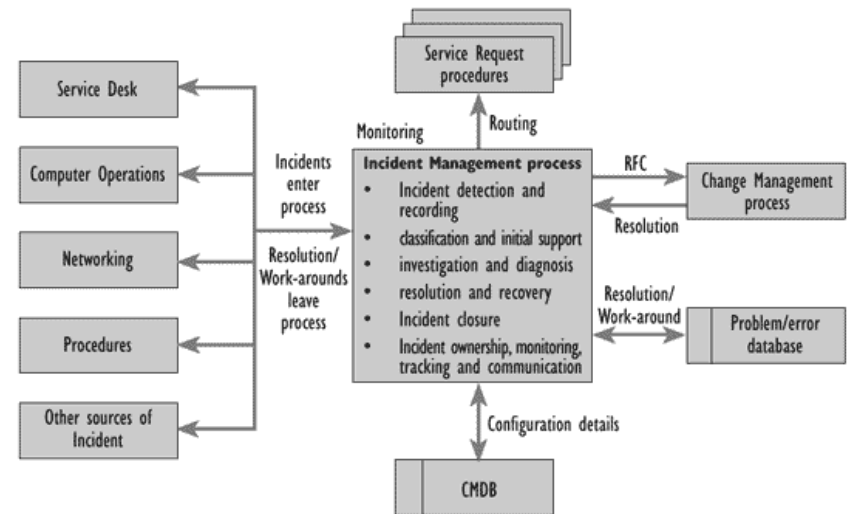 Service Request
procedures
Service Desk
Monitoring
Routing
Computer Operations
Incidents
enter
process
Incident Management process
• Incident detection and
recording
• classification and initial support
• investigation and diagnosis
• resolution and recovery
• Incident closure
• Incident ownership, monitoring,
tracking and communication
RFC
Change Management
process
Resolution
Networking
Resolution/
Work-arounds
leave
process
Resolution/
Work-around
Problem/error
database
Procedures
Other sources of
Incident
Configuration details
CMDB